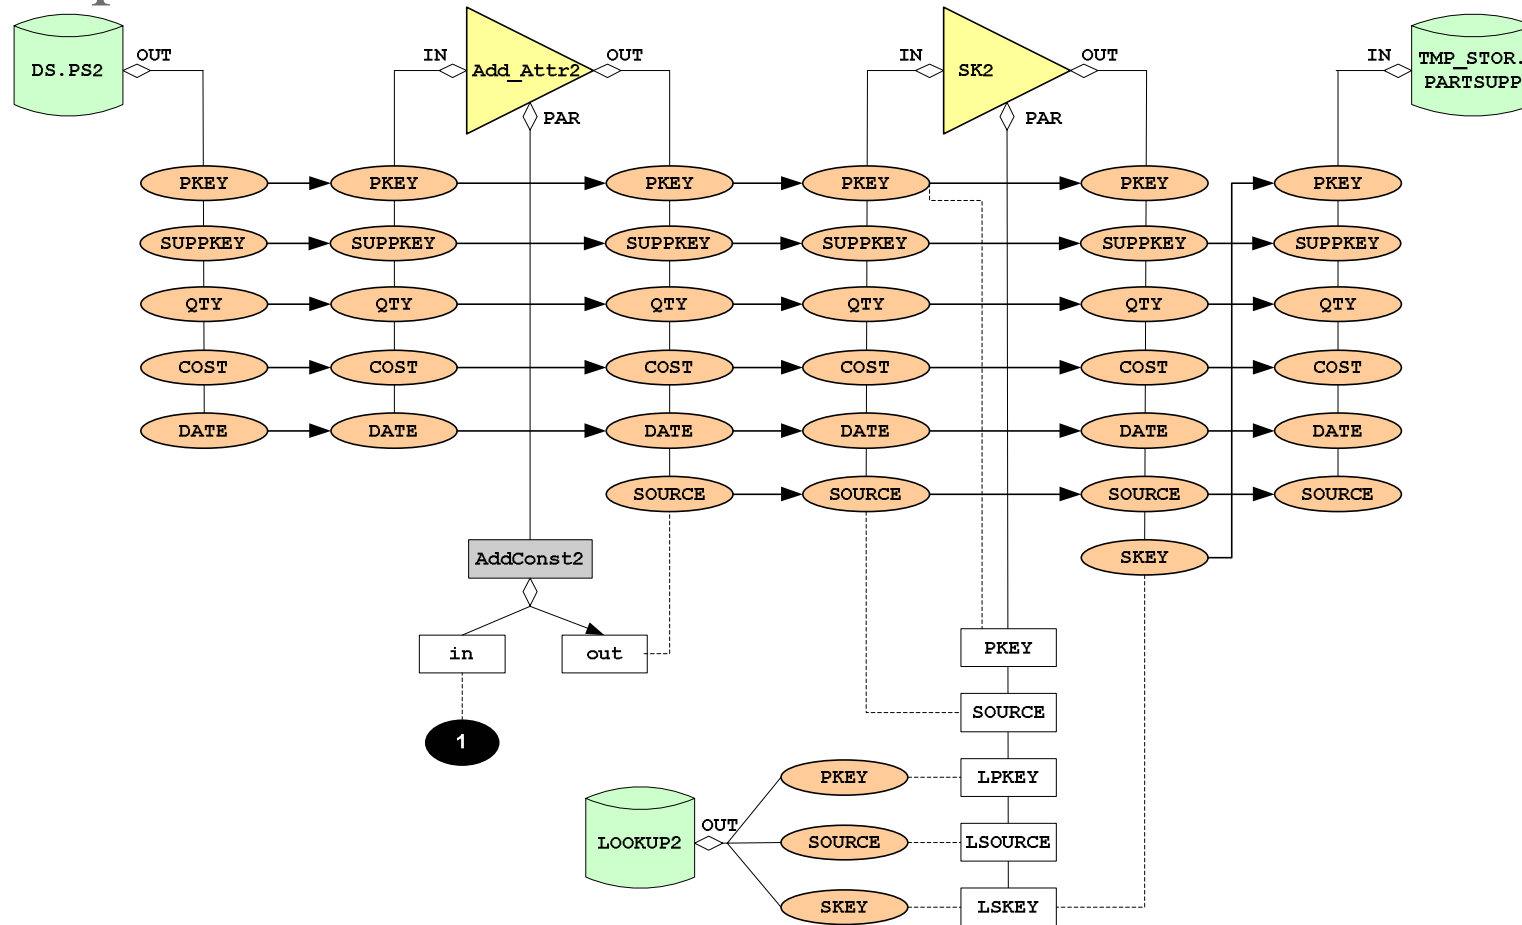 DS.PS2
OUT
IN
Add_Attr2
OUT
PAR
IN
SK2
OUT
PAR
IN
TMP_STOR.
PARTSUPP
PKEY PKEY PKEY PKEY PKEY PKEY
SUPPKEY SUPPKEY SUPPKEY SUPPKEY SUPPKEY SUPPKEY
QTY QTY QTY QTY QTY QTY
COST COST COST COST COST COST
DATE DATE DATE DATE DATE DATE
SOURCE SOURCE SOURCE SOURCE
AddConst2
SKEY
in
out
PKEY
SOURCE
1
PKEY
LPKEY
LOOKUP2
OUT
SOURCE
LSOURCE
SKEY
LSKEY